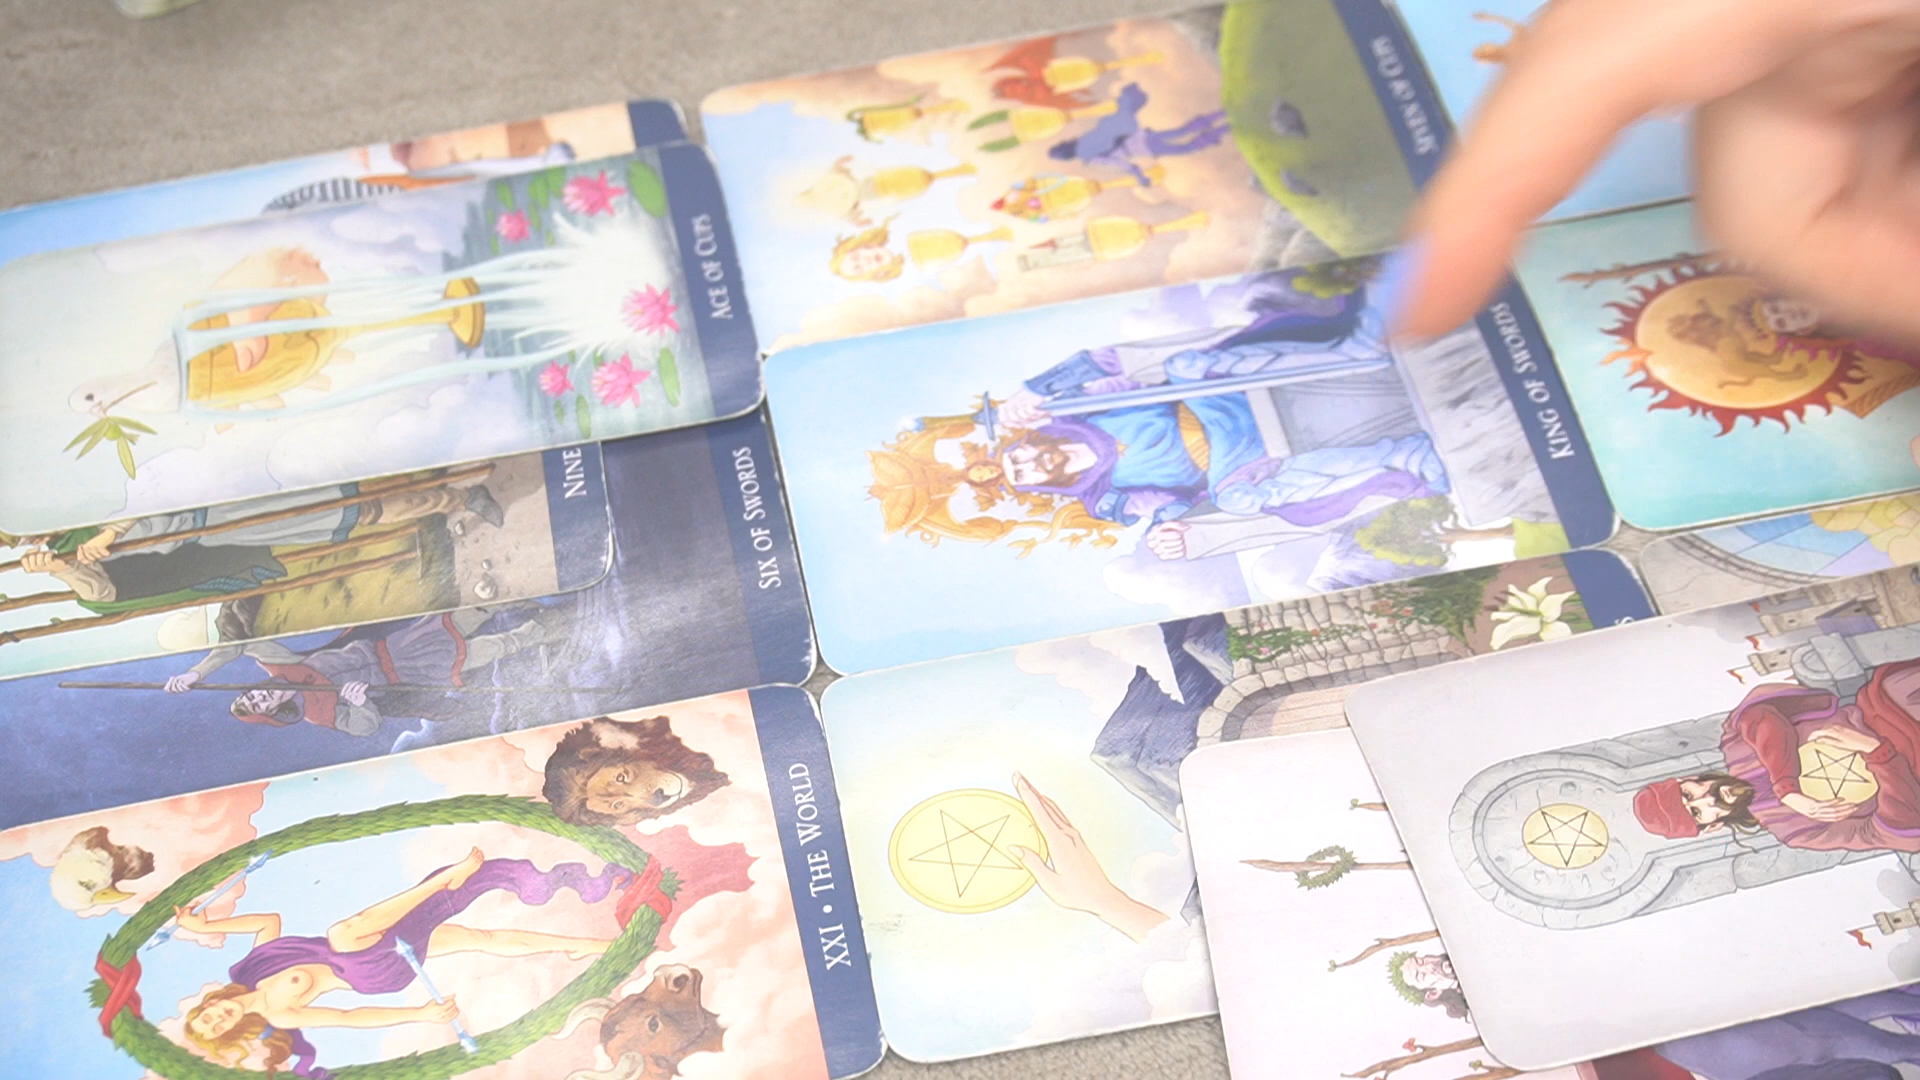 SEVEN OF CUPS
ACE OF CUPS
KING OF SWORDS
NINE
SIX OF SWORDS
XXI • THE WORLD
S